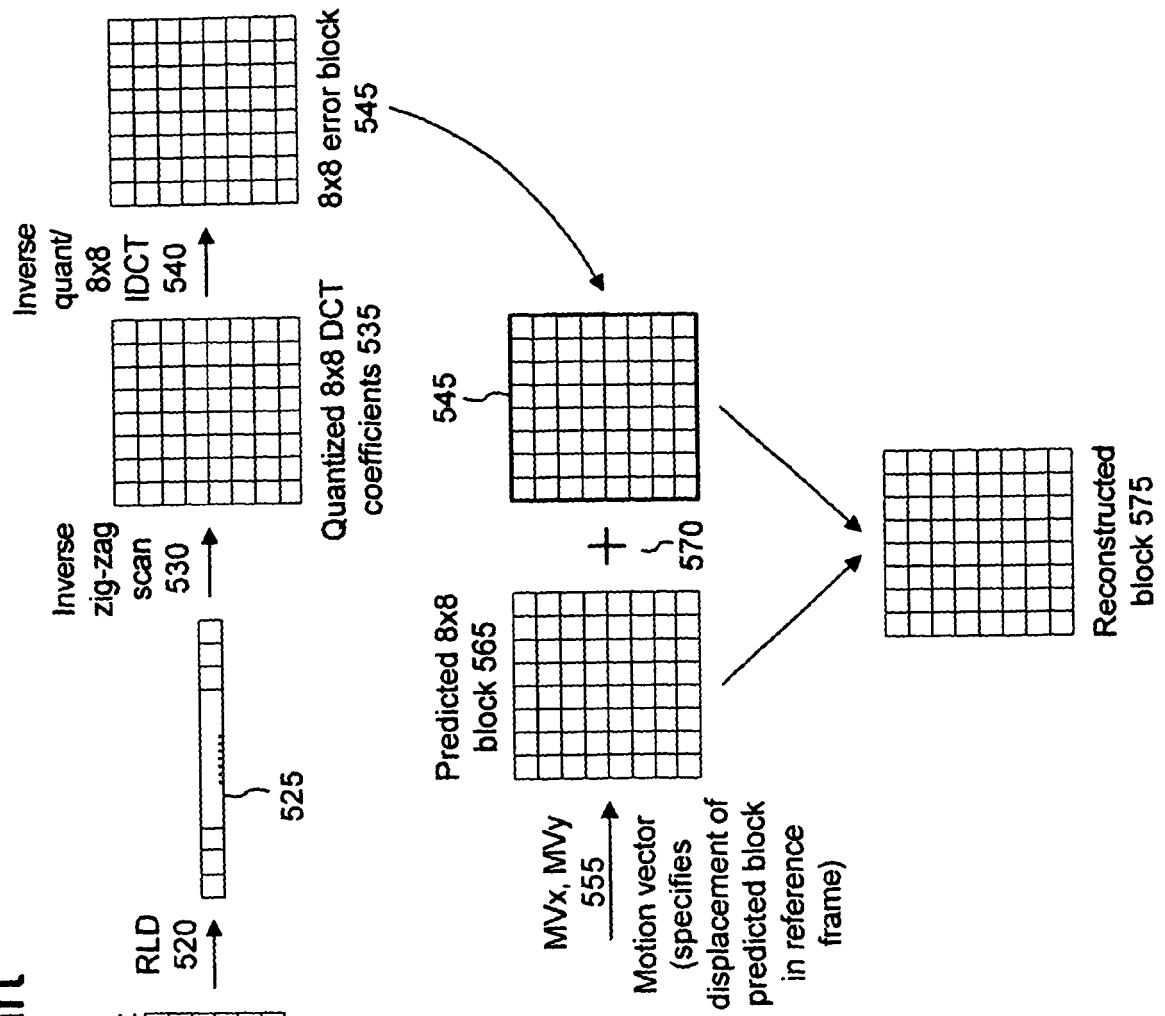 RLD
520
525
Inverse
zig-zag
scan
530
Quantized 8x8 DCT
coefficients 535
Inverse
quant/
8x8
IDCT
540
8x8 error block
545
MVx, MVy
555
Motion vector
(specifies
displacement of
predicted block
in reference
frame)
Predicted 8x8
block 565
+
570
545
Reconstructed
block 575